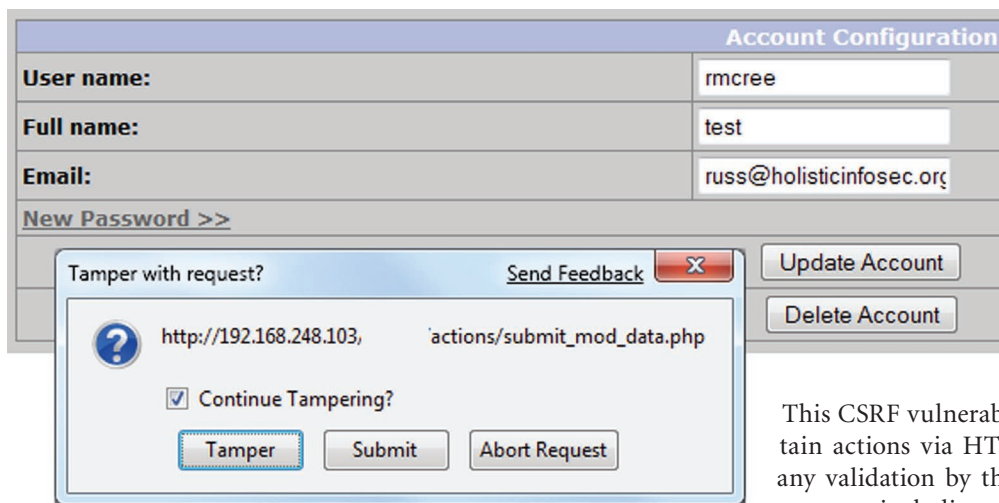 Account Configuration
User name:
rmcree
Full name:
test
Email:
russ@holisticinfosec.org
New Password >>
Update Account
Delete Account
Tamper with request?
Send Feedback
http://192.168.248.103, actions/submit_mod_data.php
Continue Tampering?
Tamper
Submit
Abort Request
This CSRF vulnerab
tain actions via HT
any validation by th